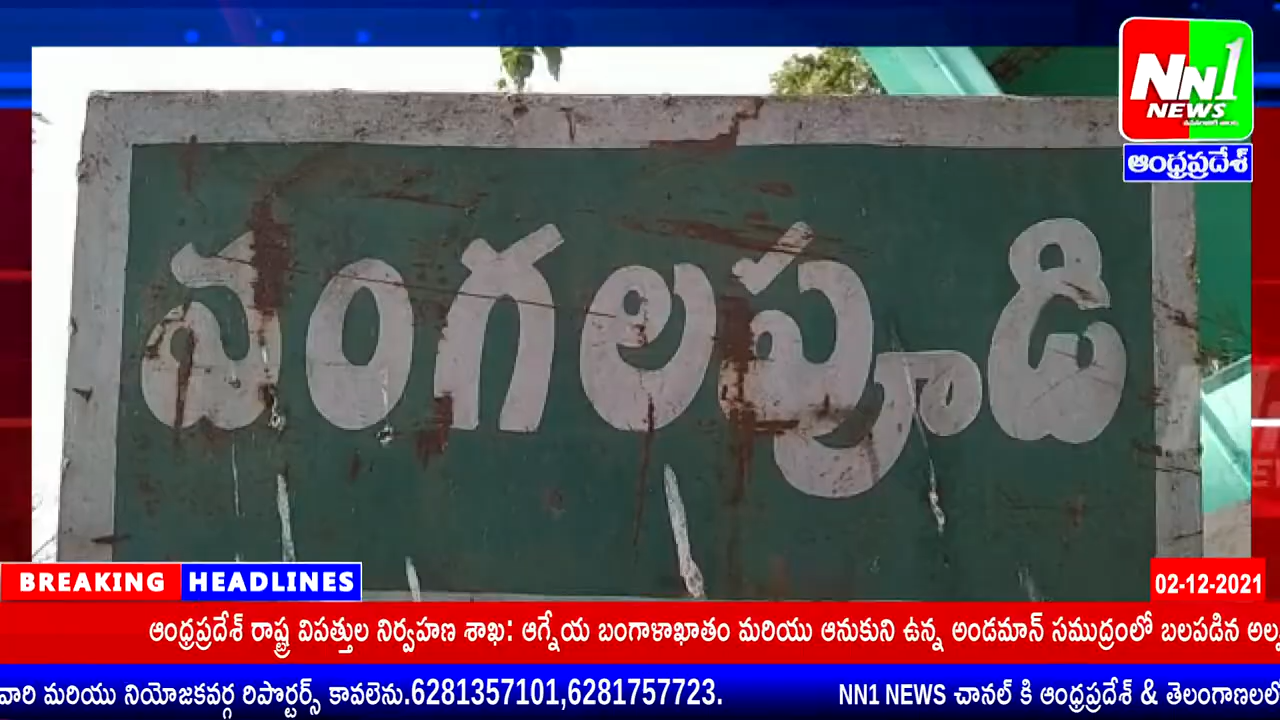 NN1
NEWS
ఆంధ్రప్రదేశ్
వంగలపూడి
BREAKING HEADLINES
02-12-2021
ఆంధ్రప్రదేశ్ రాష్ట్ర విపత్తుల నిర్వహణ శాఖ: ఆగ్నేయ బంగాళాఖాతం మరియు ఆనుకుని ఉన్న అండమాన్ సముద్రంలో బలపడిన
వారి మరియు నియోజకవర్గ రిపొర్టర్స్ కావలెను.6281357101,6281757723. NN1 NEWS చానల్ కి ఆంధ్రప్రదేశ్ & తెలంగాణలలో